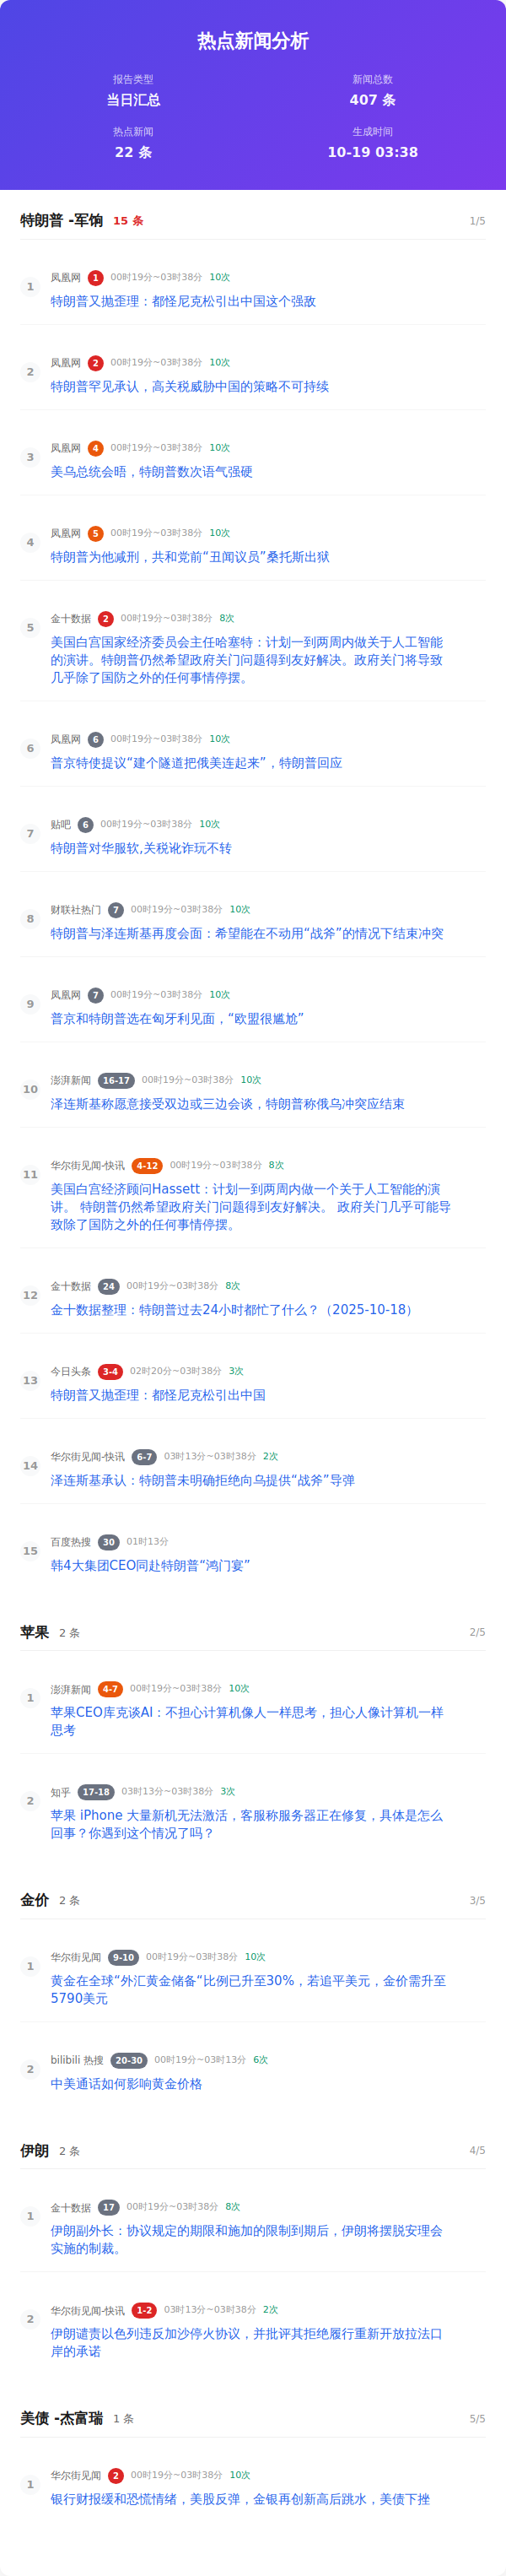 热点新闻分析
报告类型
新闻总数
当日汇总
407 条
热点新闻
生成时间
22 条
10-19 03:38
特朗普 -军饷 15 条 1/5
1 凤凰网 1 00时19分~03时38分 10次
特朗普又抛歪理：都怪尼克松引出中国这个强敌
2 凤凰网 2 00时19分~03时38分 10次
特朗普罕见承认，高关税威胁中国的策略不可持续
3 凤凰网 4 00时19分~03时38分 10次
美乌总统会晤，特朗普数次语气强硬
4 凤凰网 5 00时19分~03时38分 10次
特朗普为他减刑，共和党前“丑闻议员”桑托斯出狱
5 金十数据 2 00时19分~03时38分 8次
美国白宫国家经济委员会主任哈塞特：计划一到两周内做关于人工智能
的演讲。特朗普仍然希望政府关门问题得到友好解决。政府关门将导致
几乎除了国防之外的任何事情停摆。
6 凤凰网 6 00时19分~03时38分 10次
普京特使提议“建个隧道把俄美连起来”，特朗普回应
7 贴吧 6 00时19分~03时38分 10次
特朗普对华服软,关税讹诈玩不转
8 财联社热门 7 00时19分~03时38分 10次
特朗普与泽连斯基再度会面：希望能在不动用“战斧”的情况下结束冲突
9 凤凰网 7 00时19分~03时38分 10次
普京和特朗普选在匈牙利见面，“欧盟很尴尬”
10 澎湃新闻 16-17 00时19分~03时38分 10次
泽连斯基称愿意接受双边或三边会谈，特朗普称俄乌冲突应结束
11 华尔街见闻-快讯 4-12 00时19分~03时38分 8次
美国白宫经济顾问Hassett：计划一到两周内做一个关于人工智能的演
讲。 特朗普仍然希望政府关门问题得到友好解决。 政府关门几乎可能导
致除了国防之外的任何事情停摆。
12 金十数据 24 00时19分~03时38分 8次
金十数据整理：特朗普过去24小时都忙了什么？（2025-10-18）
13 今日头条 3-4 02时20分~03时38分 3次
特朗普又抛歪理：都怪尼克松引出中国
14 华尔街见闻-快讯 6-7 03时13分~03时38分 2次
泽连斯基承认：特朗普未明确拒绝向乌提供“战斧”导弹
15 百度热搜 30 01时13分
韩4大集团CEO同赴特朗普“鸿门宴”
苹果 2 条 2/5
1 澎湃新闻 4-7 00时19分~03时38分 10次
苹果CEO库克谈AI：不担心计算机像人一样思考，担心人像计算机一样
思考
2 知乎 17-18 03时13分~03时38分 3次
苹果 iPhone 大量新机无法激活，客服称服务器正在修复，具体是怎么
回事？你遇到这个情况了吗？
金价 2 条 3/5
1 华尔街见闻 9-10 00时19分~03时38分 10次
黄金在全球“外汇黄金储备“比例已升至30%，若追平美元，金价需升至
5790美元
2 bilibili 热搜 20-30 00时19分~03时13分 6次
中美通话如何影响黄金价格
伊朗 2 条 4/5
1 金十数据 17 00时19分~03时38分 8次
伊朗副外长：协议规定的期限和施加的限制到期后，伊朗将摆脱安理会
实施的制裁。
2 华尔街见闻-快讯 1-2 03时13分~03时38分 2次
伊朗谴责以色列违反加沙停火协议，并批评其拒绝履行重新开放拉法口
岸的承诺
美债 -杰富瑞 1 条 5/5
1 华尔街见闻 2 00时19分~03时38分 10次
银行财报缓和恐慌情绪，美股反弹，金银再创新高后跳水，美债下挫